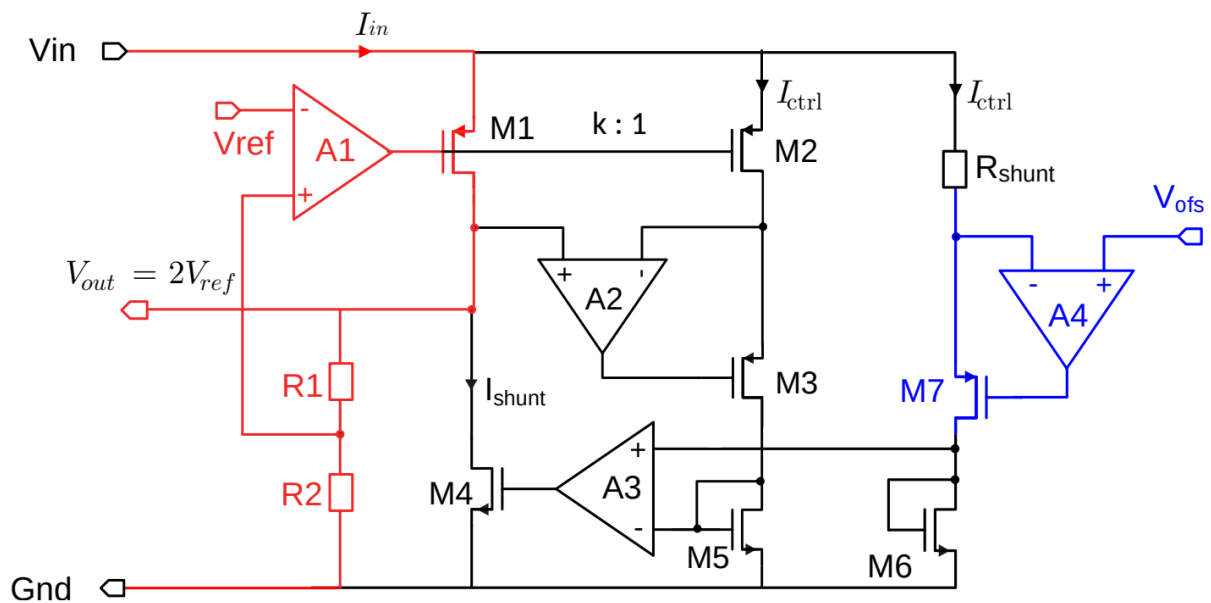 Vin
I_in
Vref
-
+
A1
M1
k : 1
I_ctrl
M2
I_ctrl
R_shunt
V_ofs
V_out = 2V_ref
+
-
A2
-
+
A4
R1
I_shunt
M3
M7
R2
M4
+
-
A3
M5
M6
Gnd